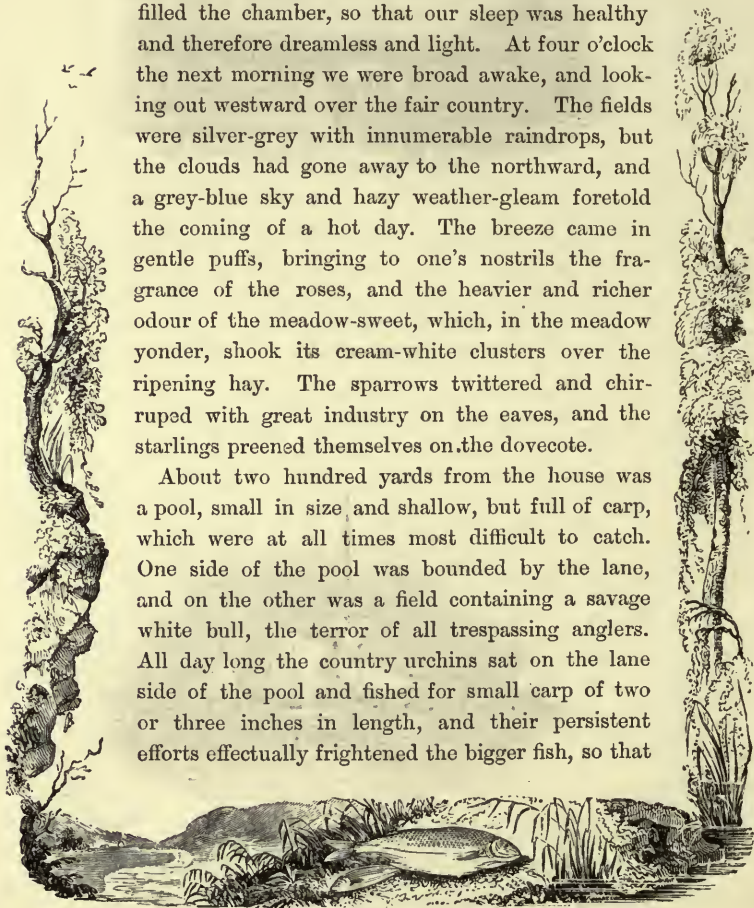 filled the chamber, so that our sleep was healthy
and therefore dreamless and light. At four o'clock
the next morning we were broad awake, and look-
ing out westward over the fair country. The fields
were silver-grey with innumerable raindrops, but
the clouds had gone away to the northward, and
a grey-blue sky and hazy weather-gleam foretold
the coming of a hot day. The breeze came in
gentle puffs, bringing to one's nostrils the fra-
grance of the roses, and the heavier and richer
odour of the meadow-sweet, which, in the meadow
yonder, shook its cream-white clusters over the
ripening hay. The sparrows twittered and chir-
ruped with great industry on the eaves, and the
starlings preened themselves on the dovecote.
About two hundred yards from the house was
a pool, small in size and shallow, but full of carp,
which were at all times most difficult to catch.
One side of the pool was bounded by the lane,
and on the other was a field containing a savage
white bull, the terror of all trespassing anglers.
All day long the country urchins sat on the lane
side of the pool and fished for small carp of two
or three inches in length, and their persistent
efforts effectually frightened the bigger fish, so that